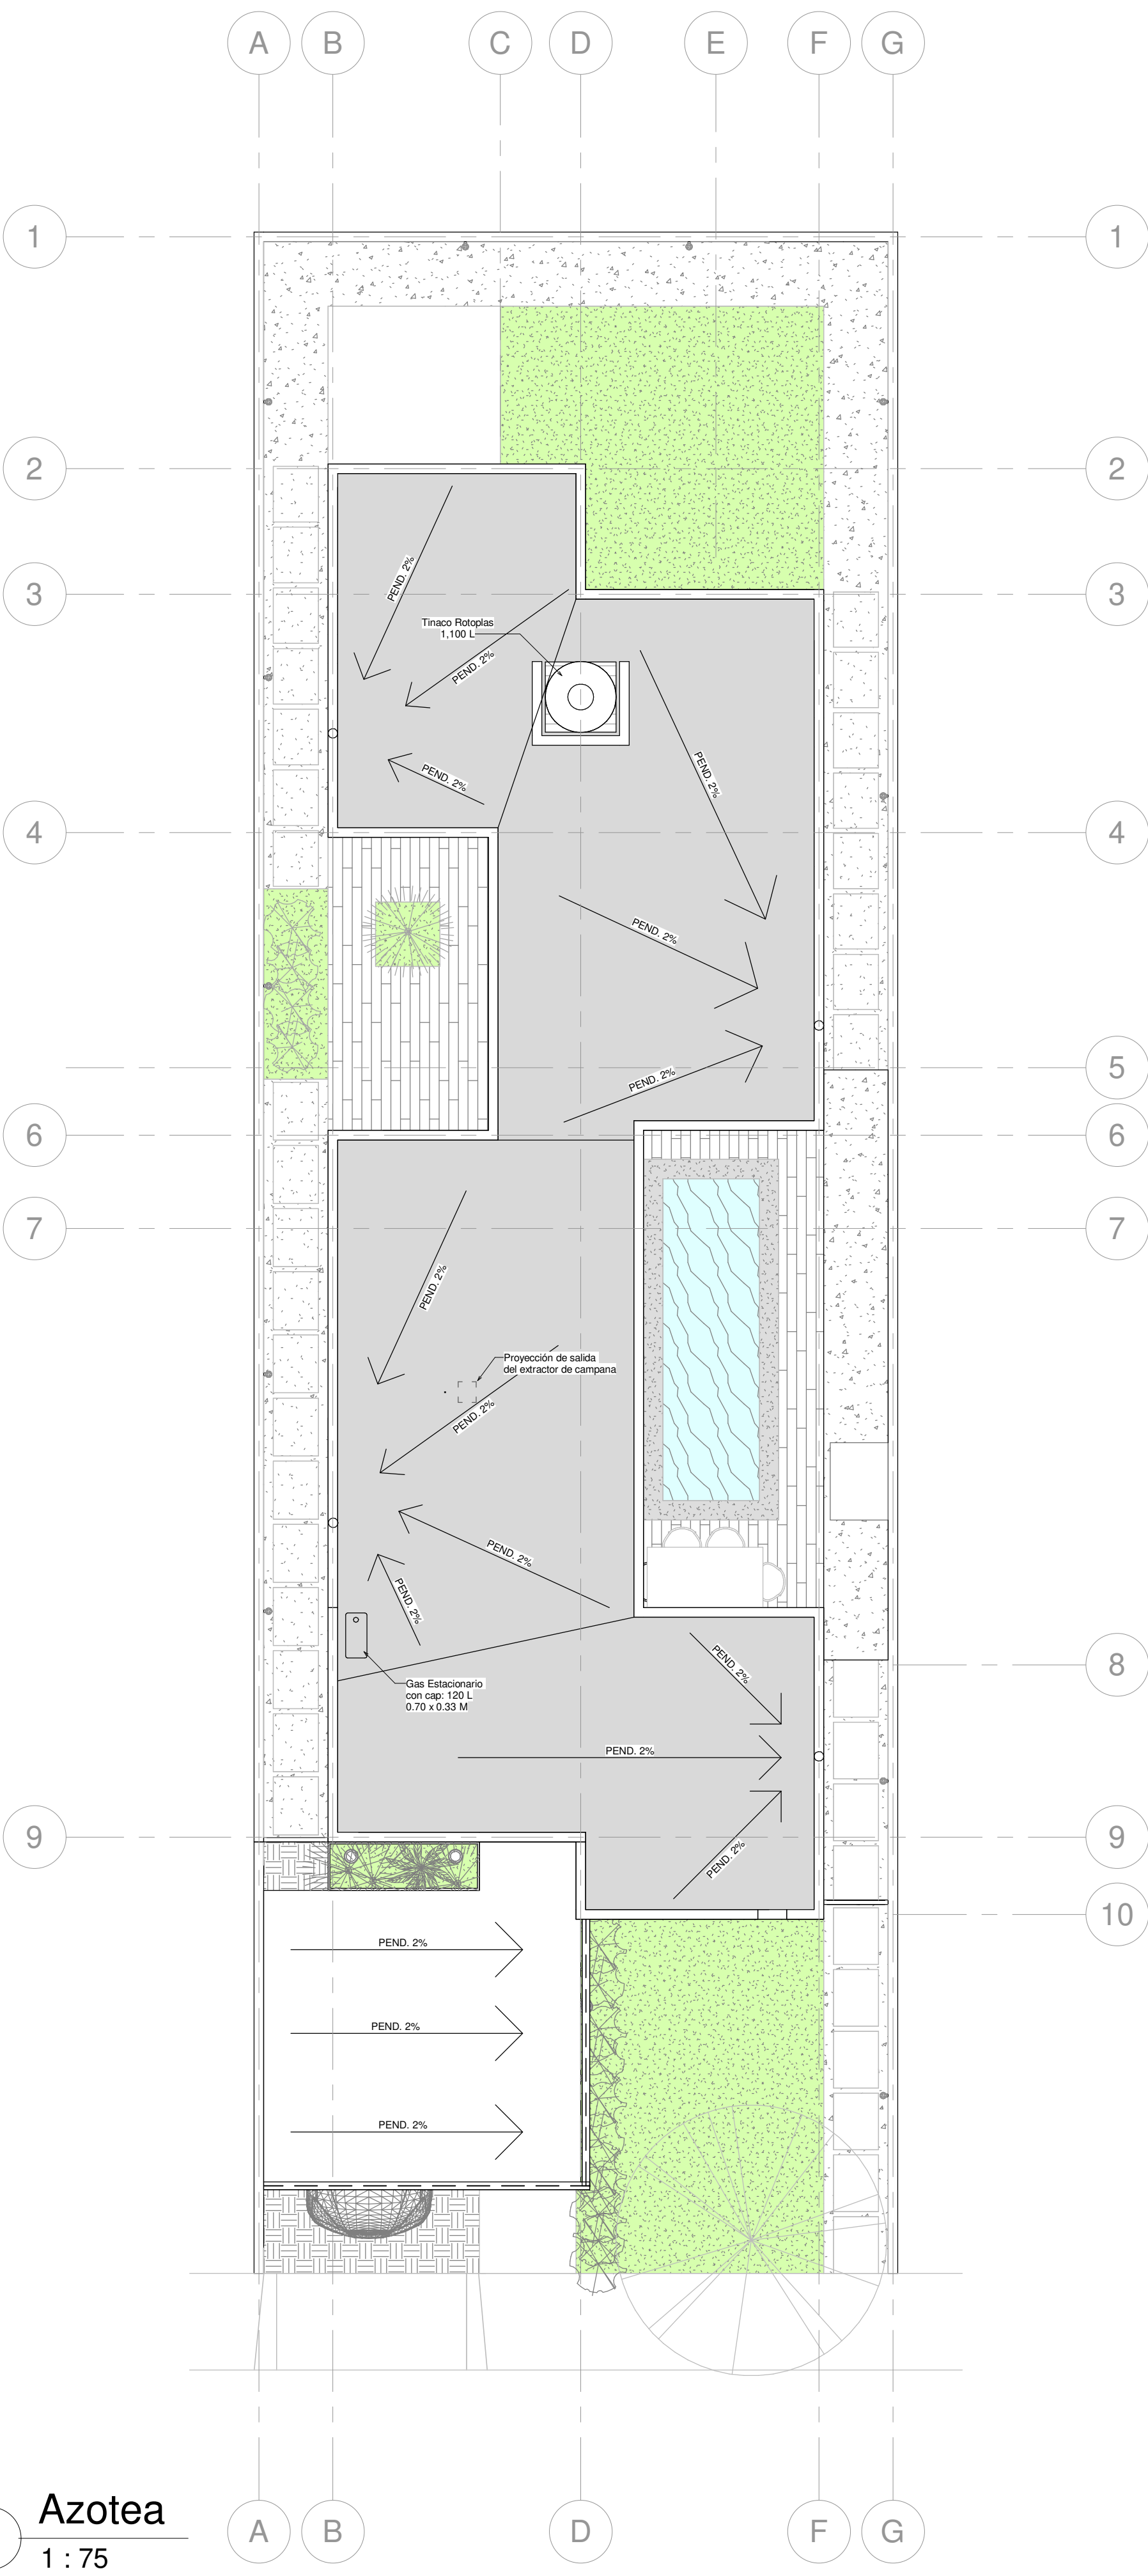 A B C D E F G
1 1
2 2
PEND. 2%
3 3
Tinaco Rotoplas
1,100 L
PEND. 2%
PEND. 2%
PEND. 2%
4 4
PEND. 2%
5
PEND. 2%
6 6
7 7
PEND. 2%
Proyección de salida
del extractor de campana
PEND. 2%
PEND. 2%
PEND. 2%
PEND. 2%
8
Gas Estacionario
con cap: 120 L
0.70 x 0.33 M
PEND. 2%
9 9
PEND. 2%
10
PEND. 2%
PEND. 2%
PEND. 2%
A B D F G
Azotea
1 : 75